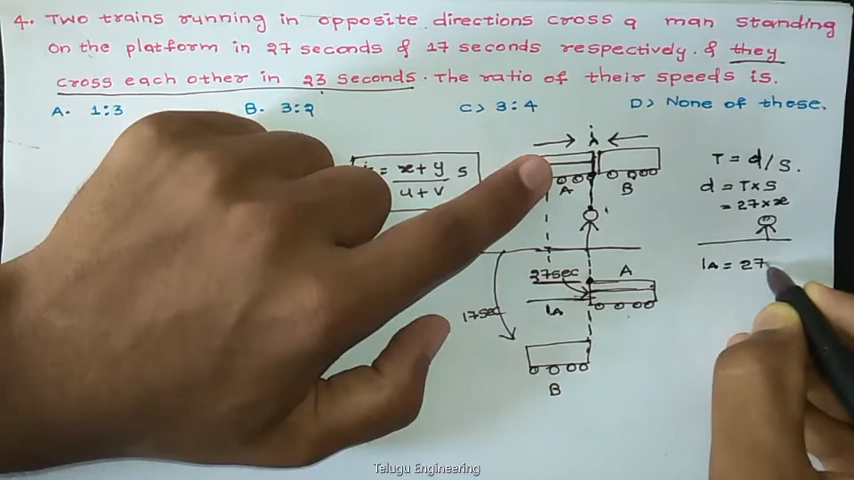 4. Two trains running in opposite directions cross a man standing
on the platform in 27 seconds & 17 seconds respectively. & they
cross each other in 23 seconds. The ratio of their speeds is.
A. 1:3 B. 3:2 C> 3:4 D> None of these.
= x+y / u+v s
A B
T = d/s.
d = T×s
= 27×x
27sec A
lA = 27
lA
17sec
B
Telugu Engineering